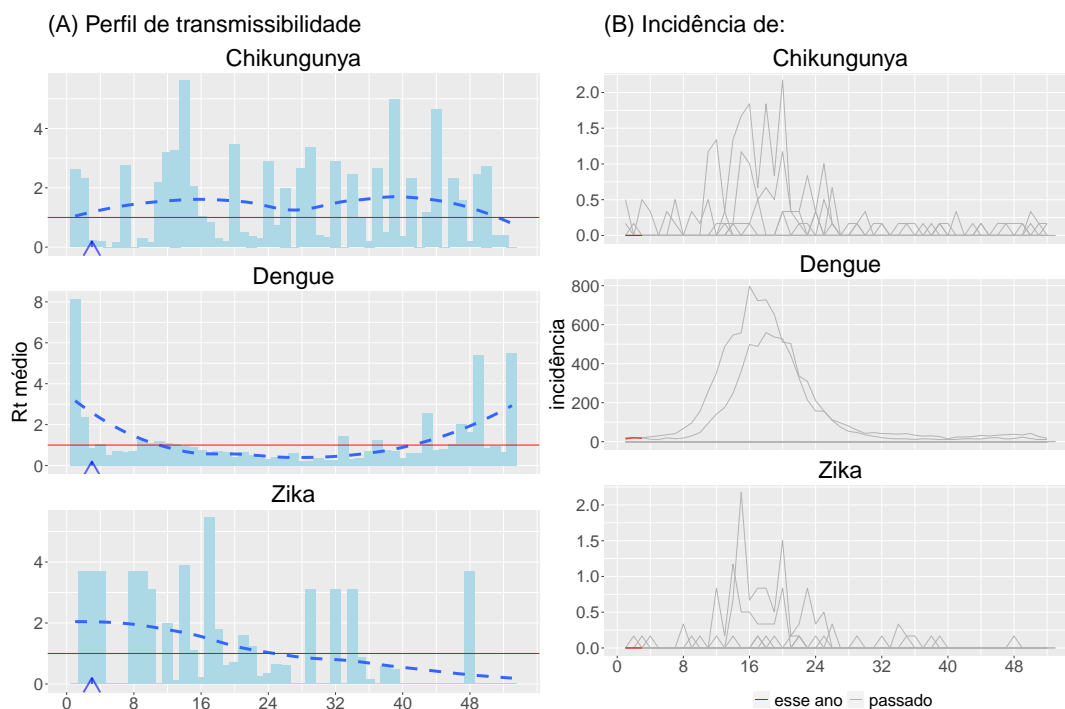 (A) Perfil de transmissibilidade
Chikungunya
4
2
0
Dengue
8
6
4
2
0
Zika
4
2
0
0 8 16 24 32 40 48
Rt médio
(B) Incidência de:
Chikungunya
2.0
1.5
1.0
0.5
0.0
Dengue
800
600
400
200
0
Zika
2.0
1.5
1.0
0.5
0.0
0 8 16 24 32 40 48
incidência
esse ano passado